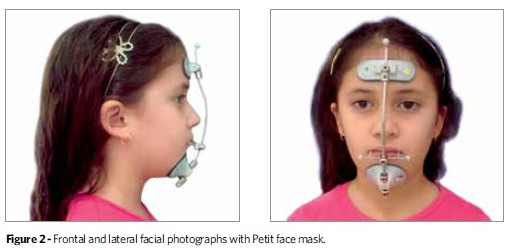 Figure 2 - Frontal and lateral facial photographs with Petit face mask.